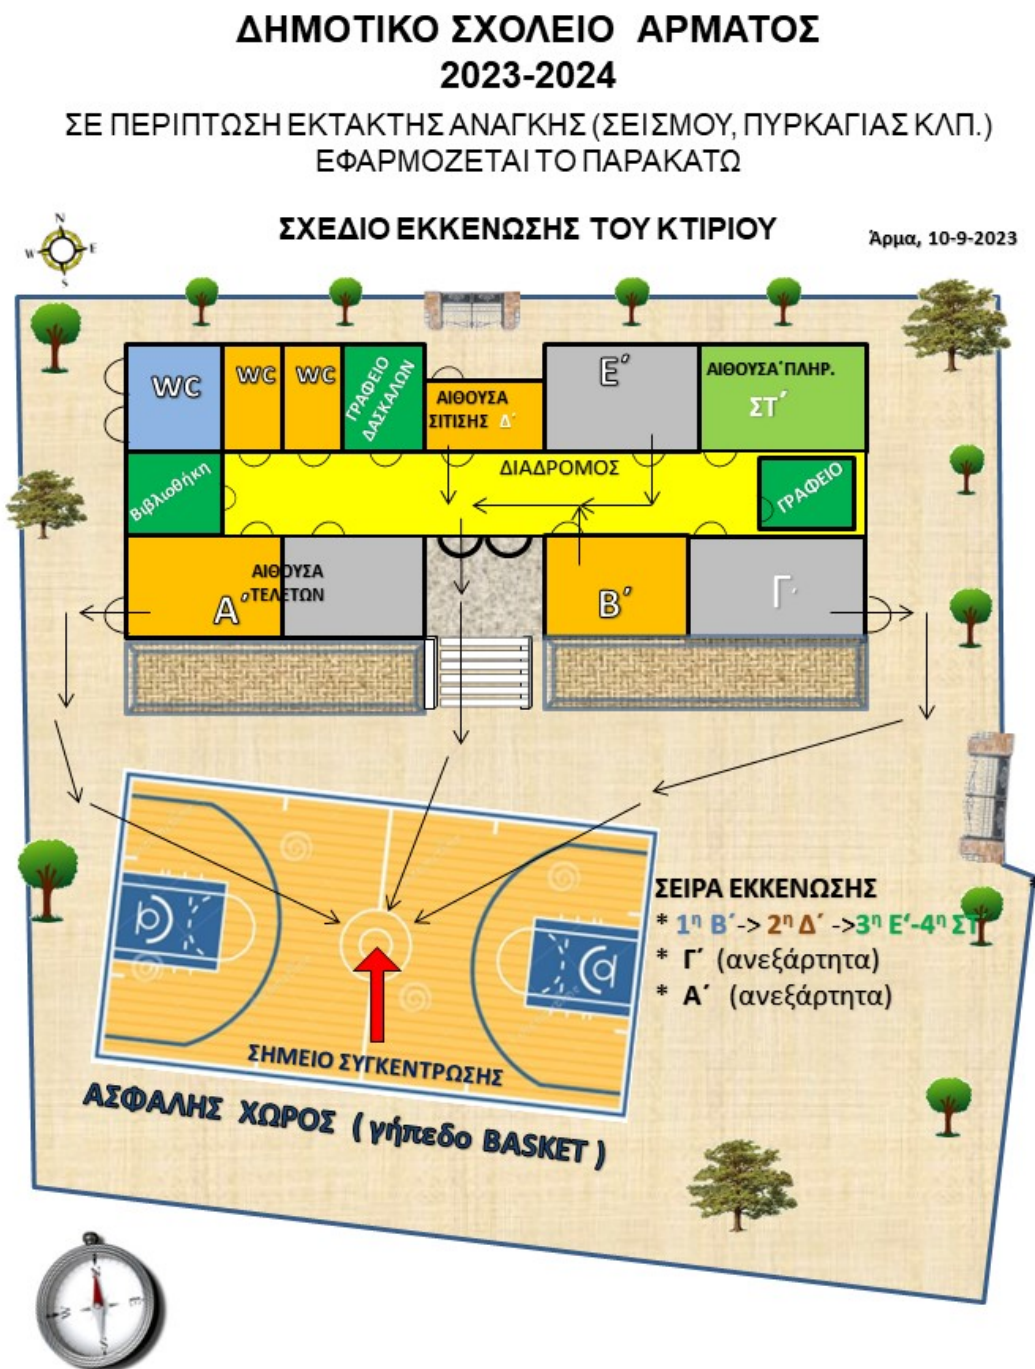 ΔΗΜΟΤΙΚΟ ΣΧΟΛΕΙΟ ΑΡΜΑΤΟΣ
2023-2024
ΣΕ ΠΕΡΙΠΤΩΣΗ ΕΚΤΑΚΤΗΣ ΑΝΑΓΚΗΣ (ΣΕΙΣΜΟΥ, ΠΥΡΚΑΓΙΑΣ ΚΛΠ.)
ΕΦΑΡΜΟΖΕΤΑΙ ΤΟ ΠΑΡΑΚΑΤΩ
ΣΧΕΔΙΟ ΕΚΚΕΝΩΣΗΣ ΤΟΥ ΚΤΙΡΙΟΥ
Άρμα, 10-9-2023
N
W E
S
WC
WC
WC
ΓΡΑΦΕΙΟ
ΔΑΣΚΑΛΩΝ
ΑΙΘΟΥΣΑ
ΣΙΤΙΣΗΣ Δ΄
Ε΄
ΑΙΘΟΥΣΑ΄ΠΛΗΡ.
ΣΤ΄
Βιβλιοθήκη
ΔΙΑΔΡΟΜΟΣ
ΓΡΑΦΕΙΟ
Α΄
ΑΙΘΟΥΣΑ
ΤΕΛΕΤΩΝ
Β΄
Γ΄
ΣΕΙΡΑ ΕΚΚΕΝΩΣΗΣ
* 1η Β΄-> 2η Δ΄ ->3η Ε‘-4η ΣΤ
* Γ΄ (ανεξάρτητα)
* Α΄ (ανεξάρτητα)
*
ΣΗΜΕΙΟ ΣΥΓΚΕΝΤΡΩΣΗΣ
ΑΣΦΑΛΗΣ ΧΩΡΟΣ ( γήπεδο BASKET )
N
W E
S